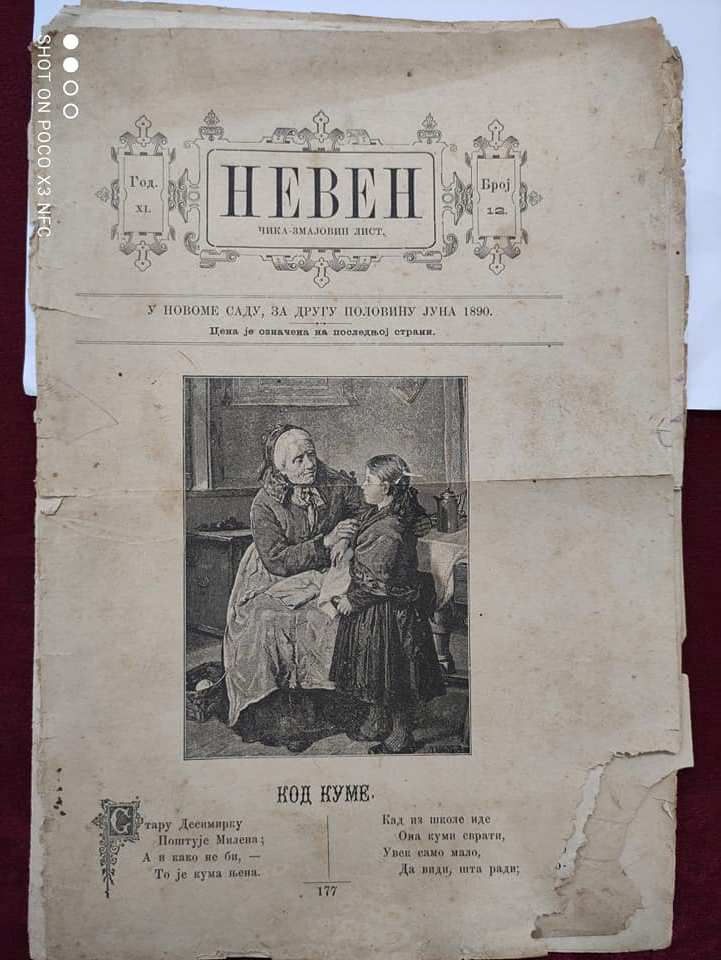 SHOT ON POCO X3 NFC
Год.
XI.
НЕВЕН
ЧИКА-ЗМАЈОВИН ЛИСТ.
Број
12.
У НОВОМЕ САДУ, ЗА ДРУГУ ПОЛОВИНУ ЈУНА 1890.
Цена је означена на последњој страни.
КОД КУМЕ.
Стару Десимирку
Поштује Милена;
А и како не би, —
То је кума њена.
Кад из школе иде
Она куми сврати,
Увек само мало,
Да види, шта ради;
177